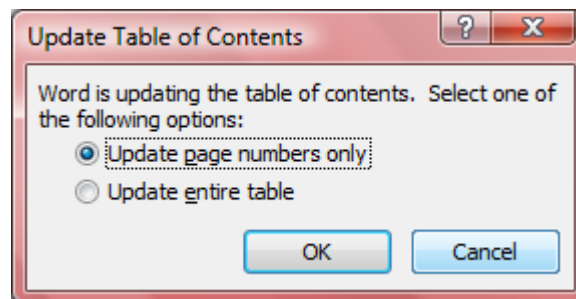 Update Table of Contents
Word is updating the table of contents. Select one of
the following options:
Update page numbers only
Update entire table
OK
Cancel